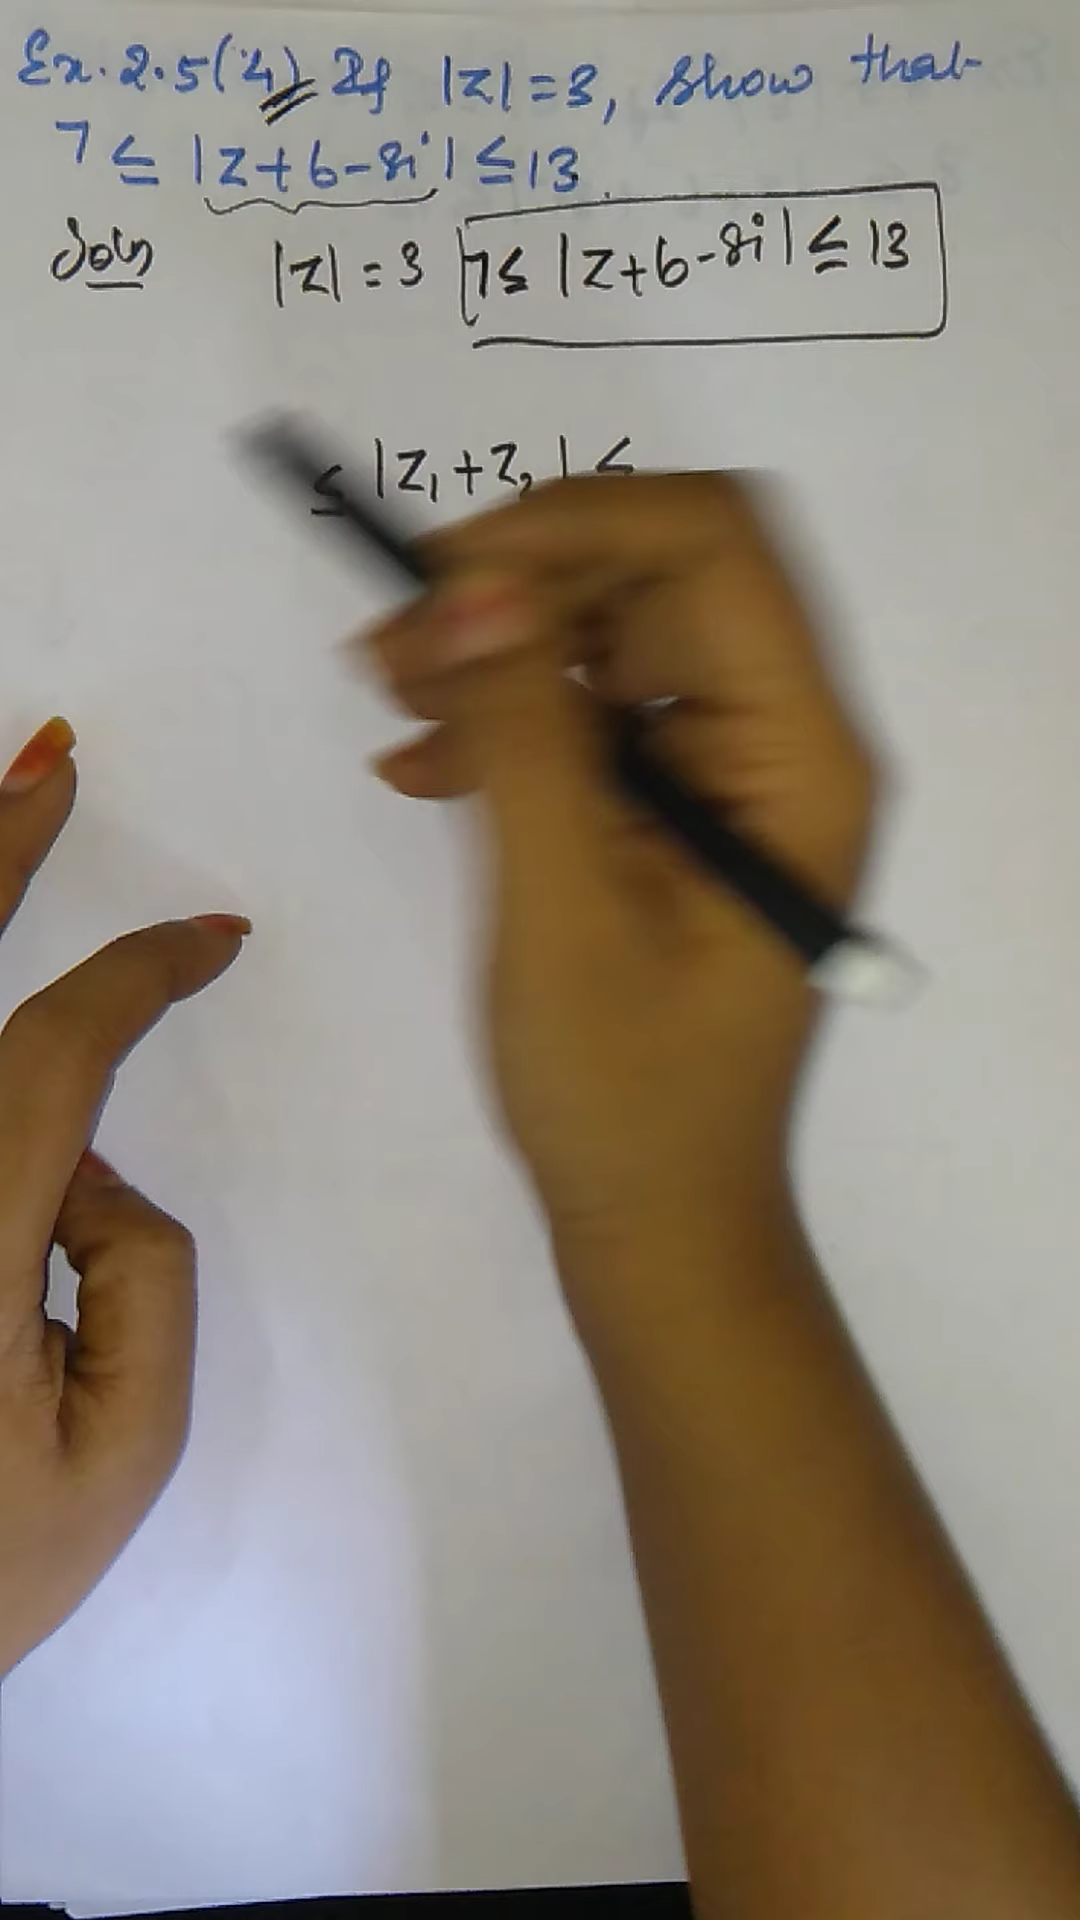 Ex. 2.5(4) If |z| = 3, show that
7 ≤ |z + 6 - 8i| ≤ 13
Soln |z| = 3 7 ≤ |z + 6 - 8i| ≤ 13
≤ |z₁ + z₂| ≤